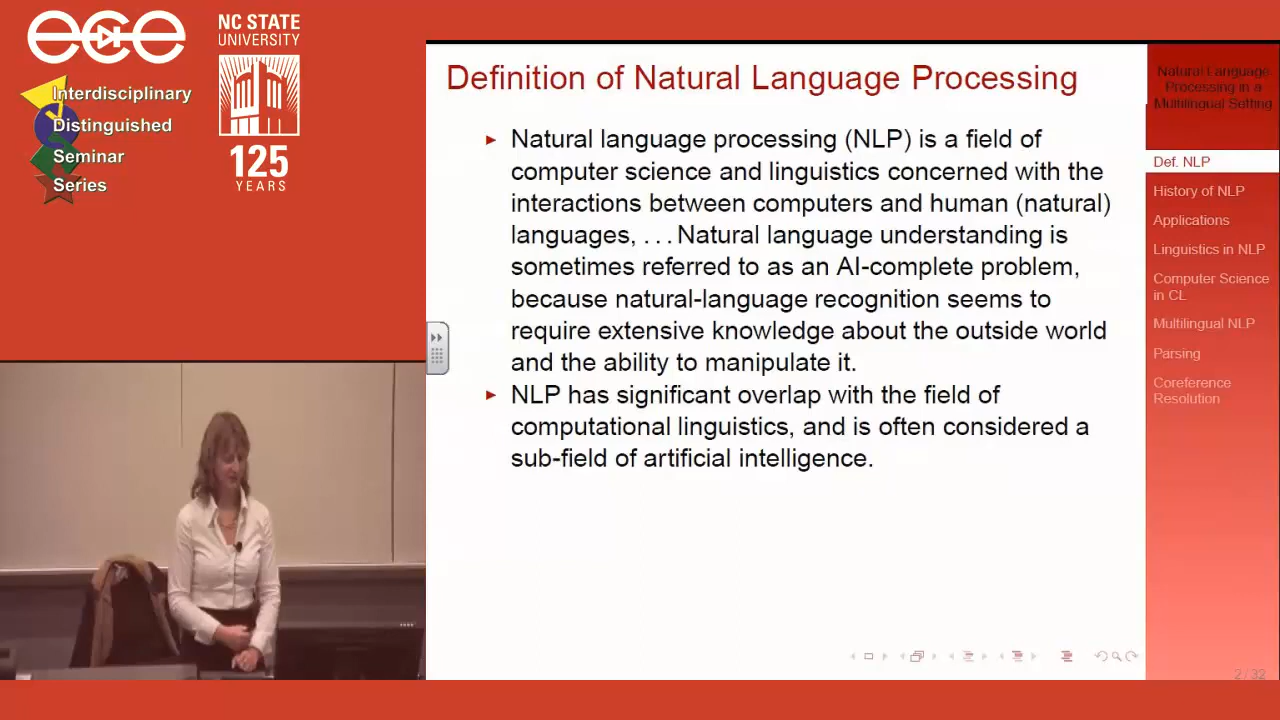 ece
NC STATE
UNIVERSITY
Interdisciplinary
Distinguished
Seminar
Series
125
YEARS
Definition of Natural Language Processing
Natural language processing (NLP) is a field of
computer science and linguistics concerned with the
interactions between computers and human (natural)
languages, . . . Natural language understanding is
sometimes referred to as an AI-complete problem,
because natural-language recognition seems to
require extensive knowledge about the outside world
and the ability to manipulate it.
NLP has significant overlap with the field of
computational linguistics, and is often considered a
sub-field of artificial intelligence.
Natural Language
Processing in a
Multilingual Setting
Def. NLP
History of NLP
Applications
Linguistics in NLP
Computer Science
in CL
Multilingual NLP
Parsing
Coreference
Resolution
2 / 32